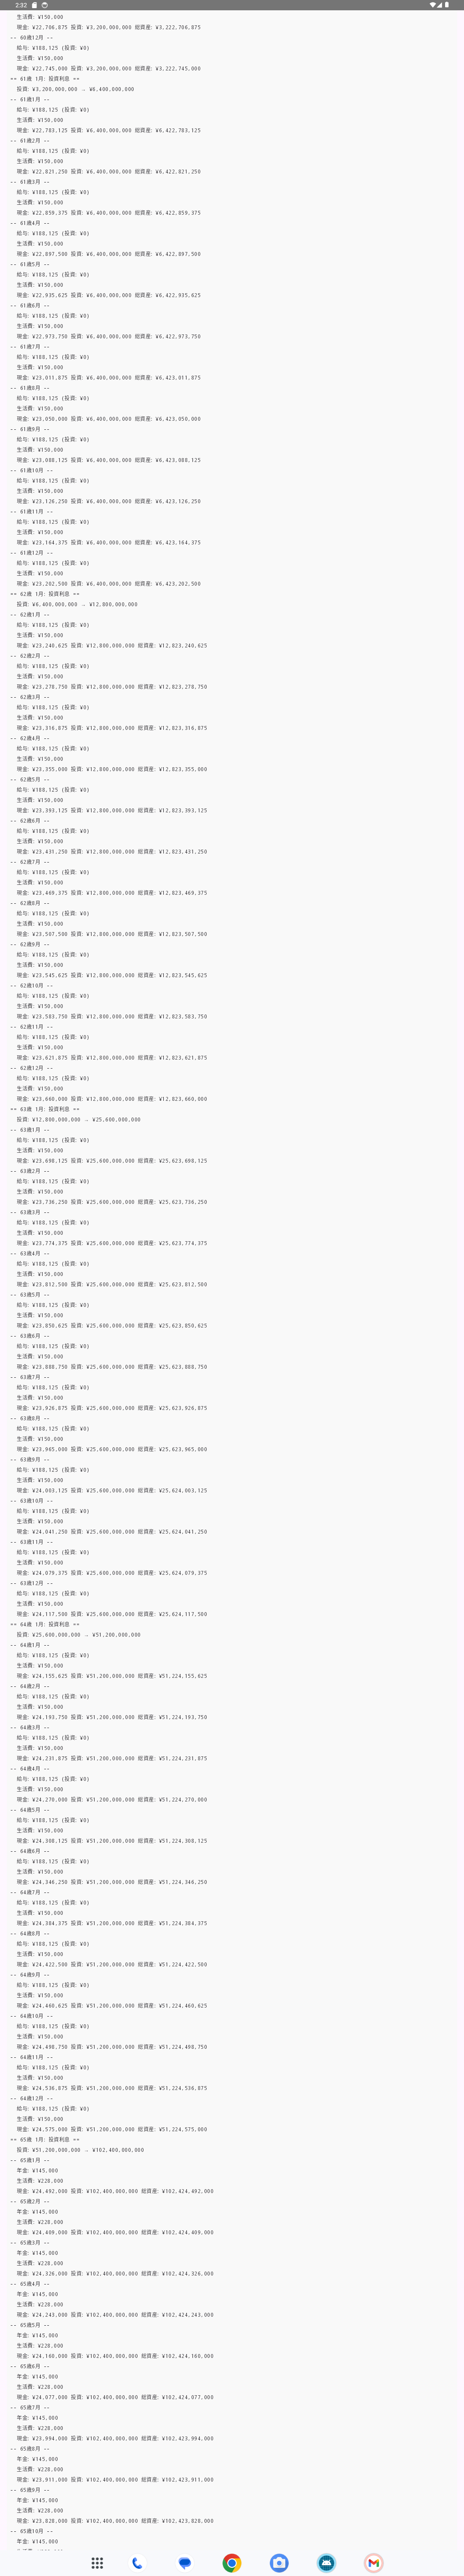 2:32
生活費: ¥150,000
現金: ¥22,706,875 投資: ¥3,200,000,000 総資産: ¥3,222,706,875
-- 60歳12月 --
給与: ¥188,125 (投資: ¥0)
生活費: ¥150,000
現金: ¥22,745,000 投資: ¥3,200,000,000 総資産: ¥3,222,745,000
== 61歳 1月: 投資利息 ==
投資: ¥3,200,000,000 → ¥6,400,000,000
-- 61歳1月 --
給与: ¥188,125 (投資: ¥0)
生活費: ¥150,000
現金: ¥22,783,125 投資: ¥6,400,000,000 総資産: ¥6,422,783,125
-- 61歳2月 --
給与: ¥188,125 (投資: ¥0)
生活費: ¥150,000
現金: ¥22,821,250 投資: ¥6,400,000,000 総資産: ¥6,422,821,250
-- 61歳3月 --
給与: ¥188,125 (投資: ¥0)
生活費: ¥150,000
現金: ¥22,859,375 投資: ¥6,400,000,000 総資産: ¥6,422,859,375
-- 61歳4月 --
給与: ¥188,125 (投資: ¥0)
生活費: ¥150,000
現金: ¥22,897,500 投資: ¥6,400,000,000 総資産: ¥6,422,897,500
-- 61歳5月 --
給与: ¥188,125 (投資: ¥0)
生活費: ¥150,000
現金: ¥22,935,625 投資: ¥6,400,000,000 総資産: ¥6,422,935,625
-- 61歳6月 --
給与: ¥188,125 (投資: ¥0)
生活費: ¥150,000
現金: ¥22,973,750 投資: ¥6,400,000,000 総資産: ¥6,422,973,750
-- 61歳7月 --
給与: ¥188,125 (投資: ¥0)
生活費: ¥150,000
現金: ¥23,011,875 投資: ¥6,400,000,000 総資産: ¥6,423,011,875
-- 61歳8月 --
給与: ¥188,125 (投資: ¥0)
生活費: ¥150,000
現金: ¥23,050,000 投資: ¥6,400,000,000 総資産: ¥6,423,050,000
-- 61歳9月 --
給与: ¥188,125 (投資: ¥0)
生活費: ¥150,000
現金: ¥23,088,125 投資: ¥6,400,000,000 総資産: ¥6,423,088,125
-- 61歳10月 --
給与: ¥188,125 (投資: ¥0)
生活費: ¥150,000
現金: ¥23,126,250 投資: ¥6,400,000,000 総資産: ¥6,423,126,250
-- 61歳11月 --
給与: ¥188,125 (投資: ¥0)
生活費: ¥150,000
現金: ¥23,164,375 投資: ¥6,400,000,000 総資産: ¥6,423,164,375
-- 61歳12月 --
給与: ¥188,125 (投資: ¥0)
生活費: ¥150,000
現金: ¥23,202,500 投資: ¥6,400,000,000 総資産: ¥6,423,202,500
== 62歳 1月: 投資利息 ==
投資: ¥6,400,000,000 → ¥12,800,000,000
-- 62歳1月 --
給与: ¥188,125 (投資: ¥0)
生活費: ¥150,000
現金: ¥23,240,625 投資: ¥12,800,000,000 総資産: ¥12,823,240,625
-- 62歳2月 --
給与: ¥188,125 (投資: ¥0)
生活費: ¥150,000
現金: ¥23,278,750 投資: ¥12,800,000,000 総資産: ¥12,823,278,750
-- 62歳3月 --
給与: ¥188,125 (投資: ¥0)
生活費: ¥150,000
現金: ¥23,316,875 投資: ¥12,800,000,000 総資産: ¥12,823,316,875
-- 62歳4月 --
給与: ¥188,125 (投資: ¥0)
生活費: ¥150,000
現金: ¥23,355,000 投資: ¥12,800,000,000 総資産: ¥12,823,355,000
-- 62歳5月 --
給与: ¥188,125 (投資: ¥0)
生活費: ¥150,000
現金: ¥23,393,125 投資: ¥12,800,000,000 総資産: ¥12,823,393,125
-- 62歳6月 --
給与: ¥188,125 (投資: ¥0)
生活費: ¥150,000
現金: ¥23,431,250 投資: ¥12,800,000,000 総資産: ¥12,823,431,250
-- 62歳7月 --
給与: ¥188,125 (投資: ¥0)
生活費: ¥150,000
現金: ¥23,469,375 投資: ¥12,800,000,000 総資産: ¥12,823,469,375
-- 62歳8月 --
給与: ¥188,125 (投資: ¥0)
生活費: ¥150,000
現金: ¥23,507,500 投資: ¥12,800,000,000 総資産: ¥12,823,507,500
-- 62歳9月 --
給与: ¥188,125 (投資: ¥0)
生活費: ¥150,000
現金: ¥23,545,625 投資: ¥12,800,000,000 総資産: ¥12,823,545,625
-- 62歳10月 --
給与: ¥188,125 (投資: ¥0)
生活費: ¥150,000
現金: ¥23,583,750 投資: ¥12,800,000,000 総資産: ¥12,823,583,750
-- 62歳11月 --
給与: ¥188,125 (投資: ¥0)
生活費: ¥150,000
現金: ¥23,621,875 投資: ¥12,800,000,000 総資産: ¥12,823,621,875
-- 62歳12月 --
給与: ¥188,125 (投資: ¥0)
生活費: ¥150,000
現金: ¥23,660,000 投資: ¥12,800,000,000 総資産: ¥12,823,660,000
== 63歳 1月: 投資利息 ==
投資: ¥12,800,000,000 → ¥25,600,000,000
-- 63歳1月 --
給与: ¥188,125 (投資: ¥0)
生活費: ¥150,000
現金: ¥23,698,125 投資: ¥25,600,000,000 総資産: ¥25,623,698,125
-- 63歳2月 --
給与: ¥188,125 (投資: ¥0)
生活費: ¥150,000
現金: ¥23,736,250 投資: ¥25,600,000,000 総資産: ¥25,623,736,250
-- 63歳3月 --
給与: ¥188,125 (投資: ¥0)
生活費: ¥150,000
現金: ¥23,774,375 投資: ¥25,600,000,000 総資産: ¥25,623,774,375
-- 63歳4月 --
給与: ¥188,125 (投資: ¥0)
生活費: ¥150,000
現金: ¥23,812,500 投資: ¥25,600,000,000 総資産: ¥25,623,812,500
-- 63歳5月 --
給与: ¥188,125 (投資: ¥0)
生活費: ¥150,000
現金: ¥23,850,625 投資: ¥25,600,000,000 総資産: ¥25,623,850,625
-- 63歳6月 --
給与: ¥188,125 (投資: ¥0)
生活費: ¥150,000
現金: ¥23,888,750 投資: ¥25,600,000,000 総資産: ¥25,623,888,750
-- 63歳7月 --
給与: ¥188,125 (投資: ¥0)
生活費: ¥150,000
現金: ¥23,926,875 投資: ¥25,600,000,000 総資産: ¥25,623,926,875
-- 63歳8月 --
給与: ¥188,125 (投資: ¥0)
生活費: ¥150,000
現金: ¥23,965,000 投資: ¥25,600,000,000 総資産: ¥25,623,965,000
-- 63歳9月 --
給与: ¥188,125 (投資: ¥0)
生活費: ¥150,000
現金: ¥24,003,125 投資: ¥25,600,000,000 総資産: ¥25,624,003,125
-- 63歳10月 --
給与: ¥188,125 (投資: ¥0)
生活費: ¥150,000
現金: ¥24,041,250 投資: ¥25,600,000,000 総資産: ¥25,624,041,250
-- 63歳11月 --
給与: ¥188,125 (投資: ¥0)
生活費: ¥150,000
現金: ¥24,079,375 投資: ¥25,600,000,000 総資産: ¥25,624,079,375
-- 63歳12月 --
給与: ¥188,125 (投資: ¥0)
生活費: ¥150,000
現金: ¥24,117,500 投資: ¥25,600,000,000 総資産: ¥25,624,117,500
== 64歳 1月: 投資利息 ==
投資: ¥25,600,000,000 → ¥51,200,000,000
-- 64歳1月 --
給与: ¥188,125 (投資: ¥0)
生活費: ¥150,000
現金: ¥24,155,625 投資: ¥51,200,000,000 総資産: ¥51,224,155,625
-- 64歳2月 --
給与: ¥188,125 (投資: ¥0)
生活費: ¥150,000
現金: ¥24,193,750 投資: ¥51,200,000,000 総資産: ¥51,224,193,750
-- 64歳3月 --
給与: ¥188,125 (投資: ¥0)
生活費: ¥150,000
現金: ¥24,231,875 投資: ¥51,200,000,000 総資産: ¥51,224,231,875
-- 64歳4月 --
給与: ¥188,125 (投資: ¥0)
生活費: ¥150,000
現金: ¥24,270,000 投資: ¥51,200,000,000 総資産: ¥51,224,270,000
-- 64歳5月 --
給与: ¥188,125 (投資: ¥0)
生活費: ¥150,000
現金: ¥24,308,125 投資: ¥51,200,000,000 総資産: ¥51,224,308,125
-- 64歳6月 --
給与: ¥188,125 (投資: ¥0)
生活費: ¥150,000
現金: ¥24,346,250 投資: ¥51,200,000,000 総資産: ¥51,224,346,250
-- 64歳7月 --
給与: ¥188,125 (投資: ¥0)
生活費: ¥150,000
現金: ¥24,384,375 投資: ¥51,200,000,000 総資産: ¥51,224,384,375
-- 64歳8月 --
給与: ¥188,125 (投資: ¥0)
生活費: ¥150,000
現金: ¥24,422,500 投資: ¥51,200,000,000 総資産: ¥51,224,422,500
-- 64歳9月 --
給与: ¥188,125 (投資: ¥0)
生活費: ¥150,000
現金: ¥24,460,625 投資: ¥51,200,000,000 総資産: ¥51,224,460,625
-- 64歳10月 --
給与: ¥188,125 (投資: ¥0)
生活費: ¥150,000
現金: ¥24,498,750 投資: ¥51,200,000,000 総資産: ¥51,224,498,750
-- 64歳11月 --
給与: ¥188,125 (投資: ¥0)
生活費: ¥150,000
現金: ¥24,536,875 投資: ¥51,200,000,000 総資産: ¥51,224,536,875
-- 64歳12月 --
給与: ¥188,125 (投資: ¥0)
生活費: ¥150,000
現金: ¥24,575,000 投資: ¥51,200,000,000 総資産: ¥51,224,575,000
== 65歳 1月: 投資利息 ==
投資: ¥51,200,000,000 → ¥102,400,000,000
-- 65歳1月 --
年金: ¥145,000
生活費: ¥228,000
現金: ¥24,492,000 投資: ¥102,400,000,000 総資産: ¥102,424,492,000
-- 65歳2月 --
年金: ¥145,000
生活費: ¥228,000
現金: ¥24,409,000 投資: ¥102,400,000,000 総資産: ¥102,424,409,000
-- 65歳3月 --
年金: ¥145,000
生活費: ¥228,000
現金: ¥24,326,000 投資: ¥102,400,000,000 総資産: ¥102,424,326,000
-- 65歳4月 --
年金: ¥145,000
生活費: ¥228,000
現金: ¥24,243,000 投資: ¥102,400,000,000 総資産: ¥102,424,243,000
-- 65歳5月 --
年金: ¥145,000
生活費: ¥228,000
現金: ¥24,160,000 投資: ¥102,400,000,000 総資産: ¥102,424,160,000
-- 65歳6月 --
年金: ¥145,000
生活費: ¥228,000
現金: ¥24,077,000 投資: ¥102,400,000,000 総資産: ¥102,424,077,000
-- 65歳7月 --
年金: ¥145,000
生活費: ¥228,000
現金: ¥23,994,000 投資: ¥102,400,000,000 総資産: ¥102,423,994,000
-- 65歳8月 --
年金: ¥145,000
生活費: ¥228,000
現金: ¥23,911,000 投資: ¥102,400,000,000 総資産: ¥102,423,911,000
-- 65歳9月 --
年金: ¥145,000
生活費: ¥228,000
現金: ¥23,828,000 投資: ¥102,400,000,000 総資産: ¥102,423,828,000
-- 65歳10月 --
年金: ¥145,000